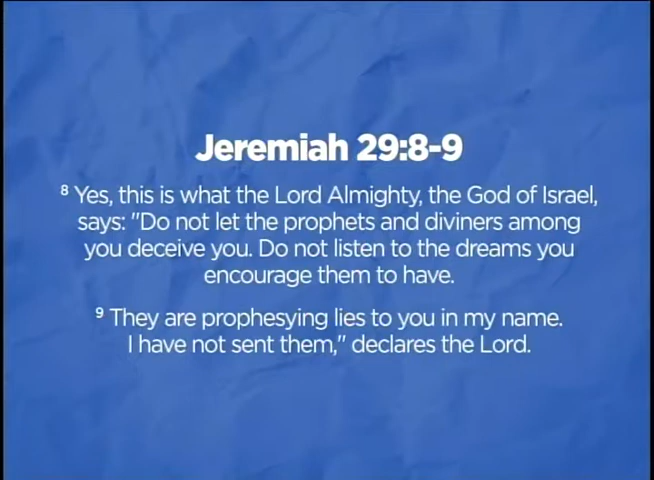 Jeremiah 29:8-9
⁸ Yes, this is what the Lord Almighty, the God of Israel,
says: "Do not let the prophets and diviners among
you deceive you. Do not listen to the dreams you
encourage them to have.
⁹ They are prophesying lies to you in my name.
I have not sent them," declares the Lord.